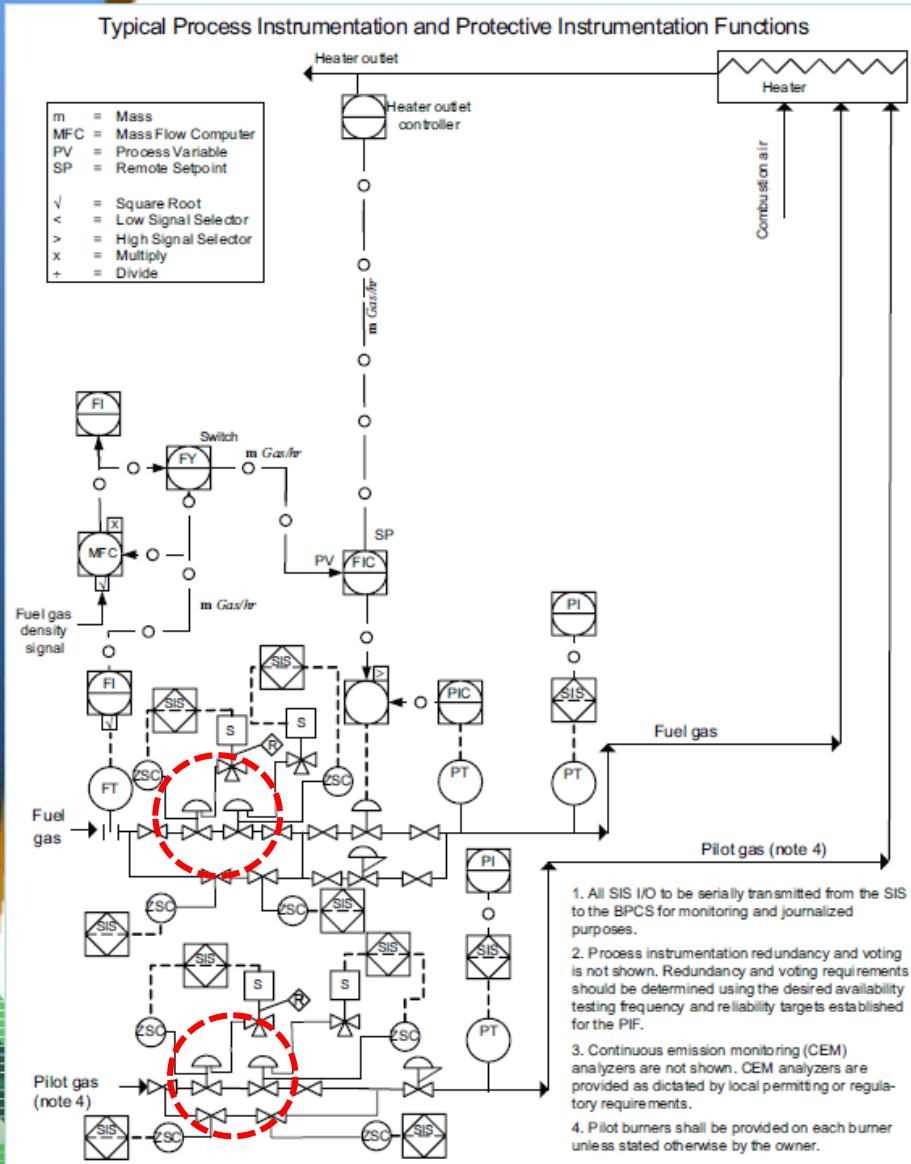 Typical Process Instrumentation and Protective Instrumentation Functions
Heater outlet
Heater
Heater outlet
controller
m = Mass
MFC = Mass Flow Computer
PV = Process Variable
SP = Remote Setpoint
√ = Square Root
< = Low Signal Selector
> = High Signal Selector
x = Multiply
÷ = Divide
Combustion air
m Gas/hr
FI
Switch
FY
m Gas/hr
x
MFC
√
SP
PV
FIC
m Gas/hr
Fuel gas
density
signal
PI
FI
√
SIS
SIS
>
PIC
SIS
S
S
R
Fuel gas
ZSC
ZSC
FT
PT
PT
Fuel
gas
Pilot gas (note 4)
PI
ZSC
ZSC
SIS
SIS
SIS
1. All SIS I/O to be serially transmitted from the SIS
to the BPCS for monitoring and journalized
purposes.
2. Process instrumentation redundancy and voting
is not shown. Redundancy and voting requirements
should be determined using the desired availability
testing frequency and reliability targets established
for the PIF.
3. Continuous emission monitoring (CEM)
analyzers are not shown. CEM analyzers are
provided as dictated by local permitting or regula-
tory requirements.
4. Pilot burners shall be provided on each burner
unless stated otherwise by the owner.
SIS
SIS
S
S
R
ZSC
ZSC
PT
Pilot gas
(note 4)
SIS
ZSC
ZSC
SIS